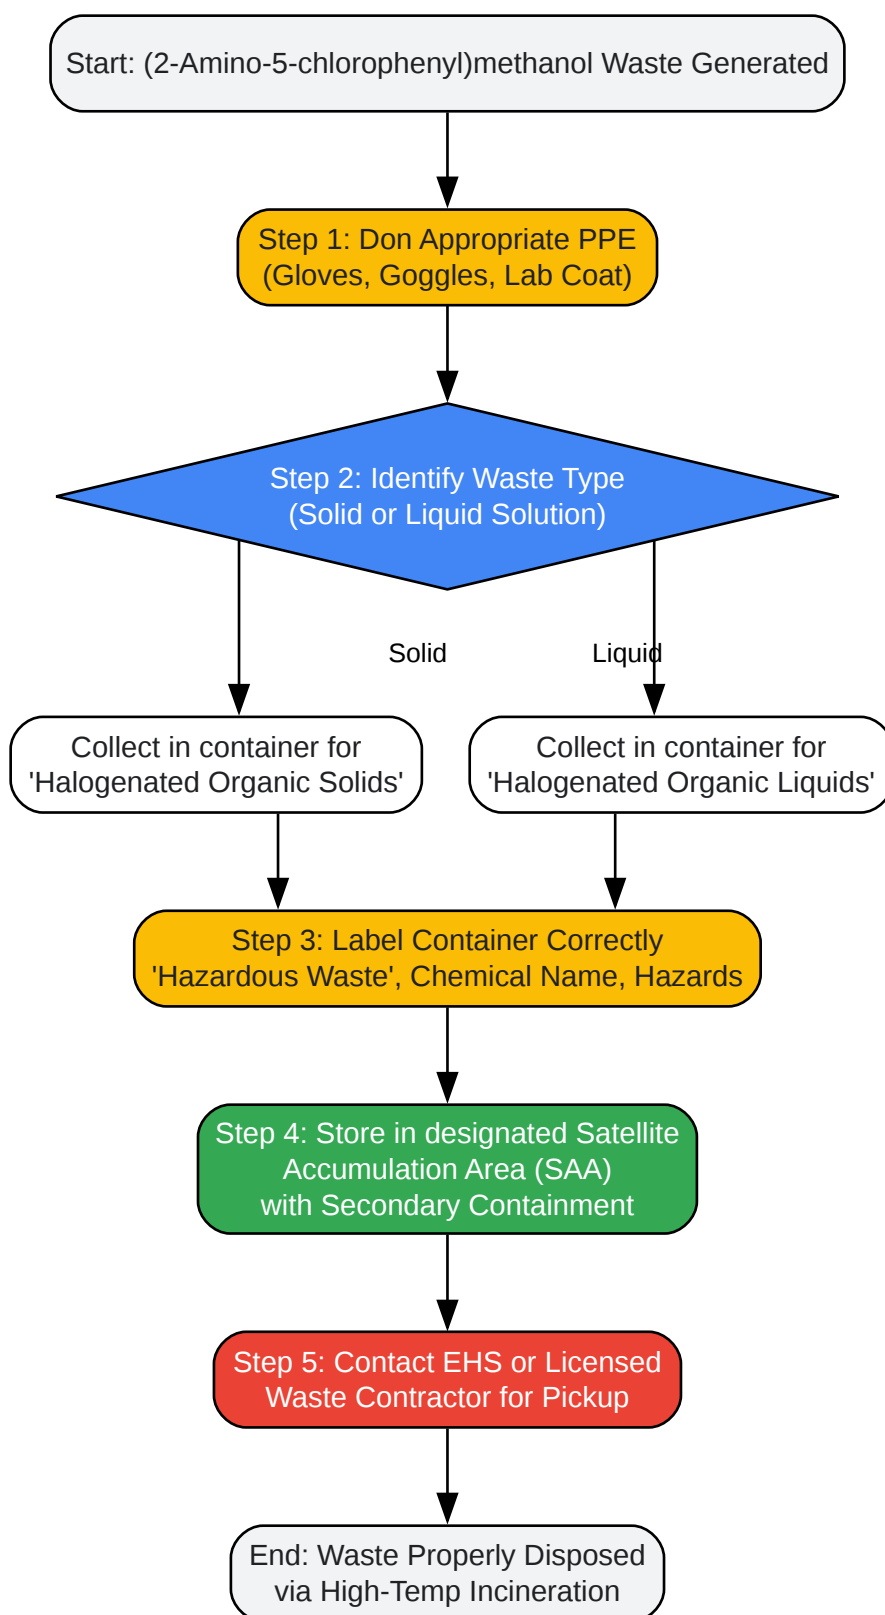 Start: (2-Amino-5-chlorophenyl)methanol Waste Generated
Step 1: Don Appropriate PPE
(Gloves, Goggles, Lab Coat)
Step 2: Identify Waste Type
(Solid or Liquid Solution)
Solid
Liquid
Collect in container for
'Halogenated Organic Solids'
Collect in container for
'Halogenated Organic Liquids'
Step 3: Label Container Correctly
'Hazardous Waste', Chemical Name, Hazards
Step 4: Store in designated Satellite
Accumulation Area (SAA)
with Secondary Containment
Step 5: Contact EHS or Licensed
Waste Contractor for Pickup
End: Waste Properly Disposed
via High-Temp Incineration